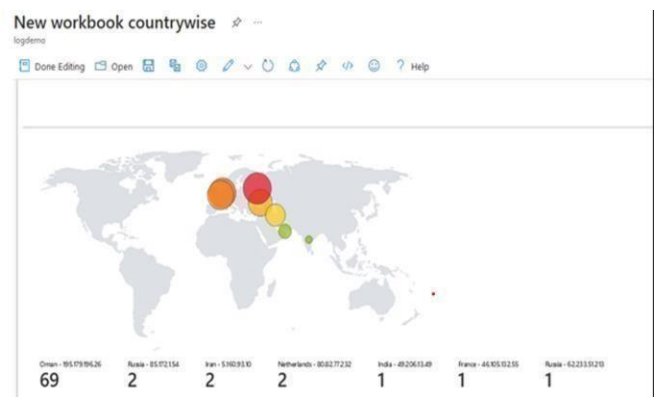 New workbook countrywise
logdemo
Done Editing Open ? Help
Oman - 195.179.196.26 Russia - 85.172.1.54 Iran - 5.160.93.10 Netherlands - 80.82.77.232 India - 49.206.13.49 France - 46.105.132.55 Russia - 62.233.51.213
69 2 2 2 1 1 1